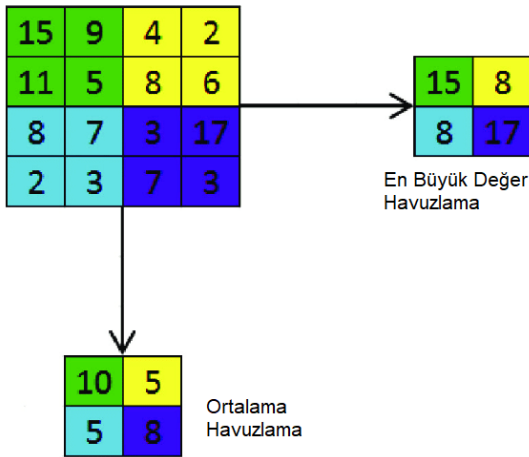 15 9 4 2
11 5 8 6
8 7 3 17
2 3 7 3
15 8
8 17
En Büyük Değer
Havuzlama
10 5
5 8
Ortalama
Havuzlama